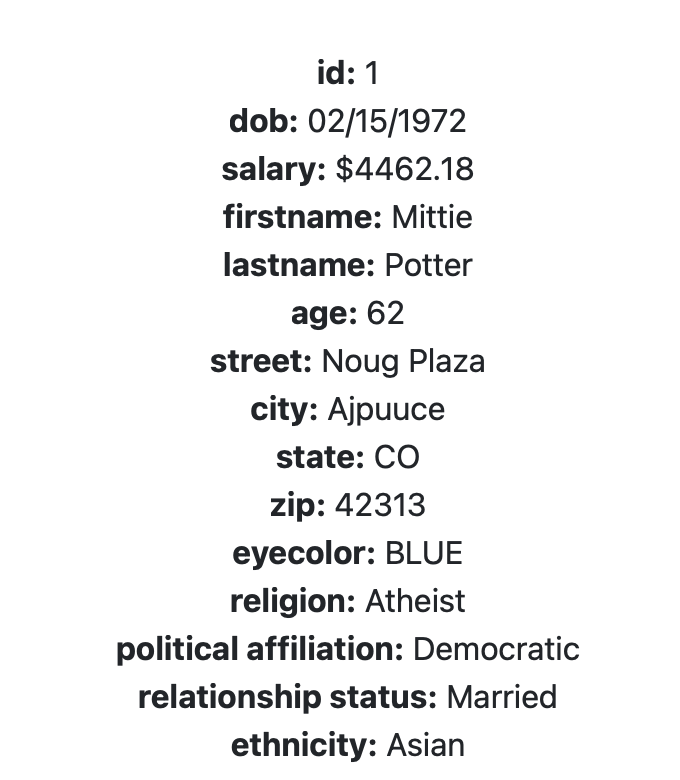 id: 1
dob: 02/15/1972
salary: $4462.18
firstname: Mittie
lastname: Potter
age: 62
street: Noug Plaza
city: Ajpuuce
state: CO
zip: 42313
eyecolor: BLUE
religion: Atheist
political affiliation: Democratic
relationship status: Married
ethnicity: Asian